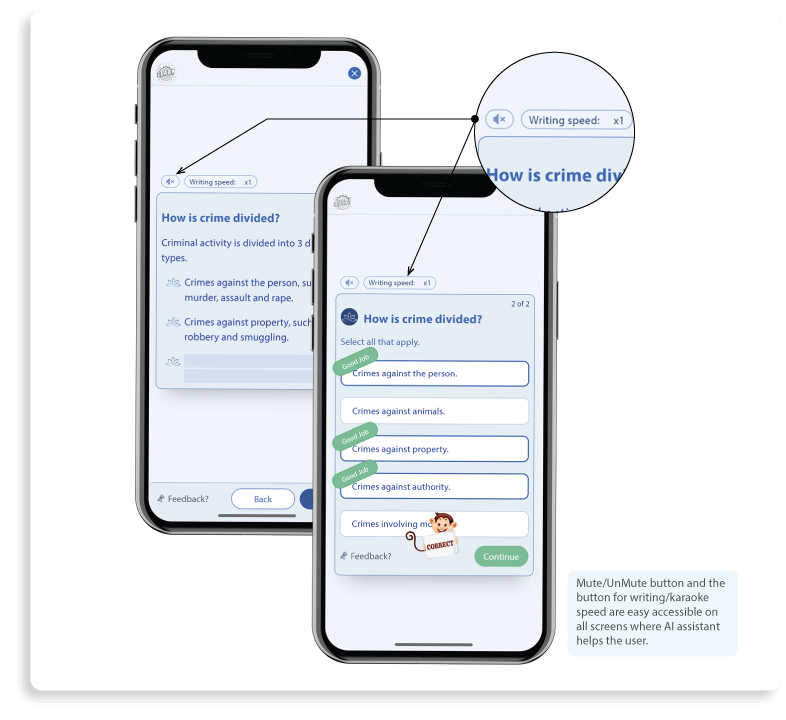 Writing speed: x1
How is crime div
Writing speed: x1
How is crime divided?
Criminal activity is divided into 3 d
types.
Crimes against the person, su
murder, assault and rape.
Crimes against property, such
robbery and smuggling.
Feedback?
Back
Writing speed: x1
2 of 2
How is crime divided?
Select all that apply.
Good Job
Crimes against the person.
Crimes against animals.
Good Job
Crimes against property.
Good Job
Crimes against authority.
Crimes involving mo
CORRECT
Feedback?
Continue
Mute/UnMute button and the
button for writing/karaoke
speed are easy accessible on
all screens where AI assistant
helps the user.